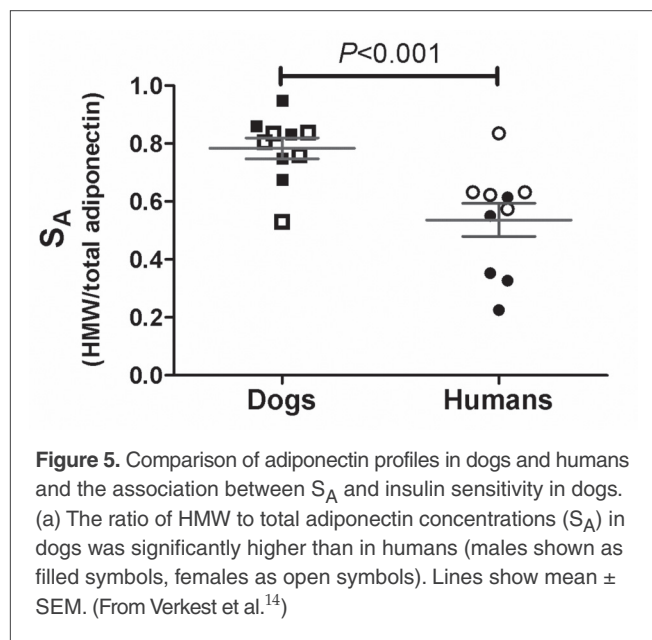 P<0.001
S_A
(HMW/total adiponectin)
1.0
0.8
0.6
0.4
0.2
0.0
Dogs Humans
Figure 5. Comparison of adiponectin profiles in dogs and humans
and the association between S_A and insulin sensitivity in dogs.
(a) The ratio of HMW to total adiponectin concentrations (S_A) in
dogs was significantly higher than in humans (males shown as
filled symbols, females as open symbols). Lines show mean ±
SEM. (From Verkest et al.¹⁴)